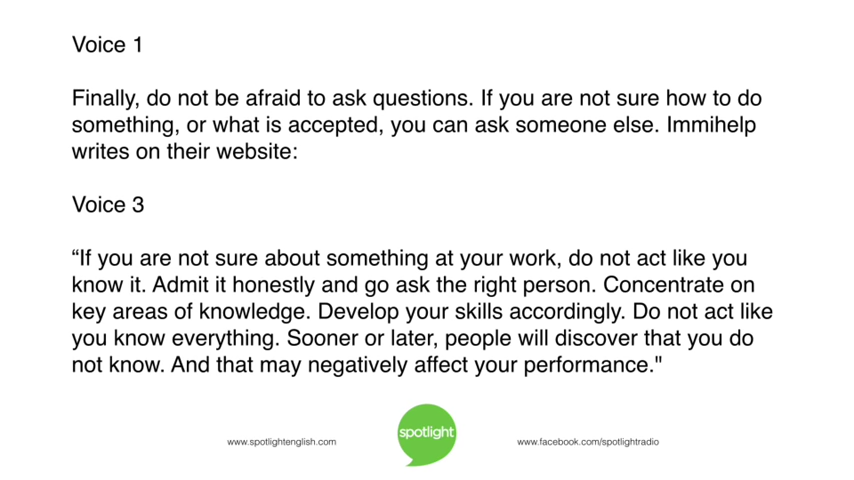 Voice 1
Finally, do not be afraid to ask questions. If you are not sure how to do
something, or what is accepted, you can ask someone else. Immihelp
writes on their website:
Voice 3
“If you are not sure about something at your work, do not act like you
know it. Admit it honestly and go ask the right person. Concentrate on
key areas of knowledge. Develop your skills accordingly. Do not act like
you know everything. Sooner or later, people will discover that you do
not know. And that may negatively affect your performance."
www.spotlightenglish.com
spotlight
www.facebook.com/spotlightradio